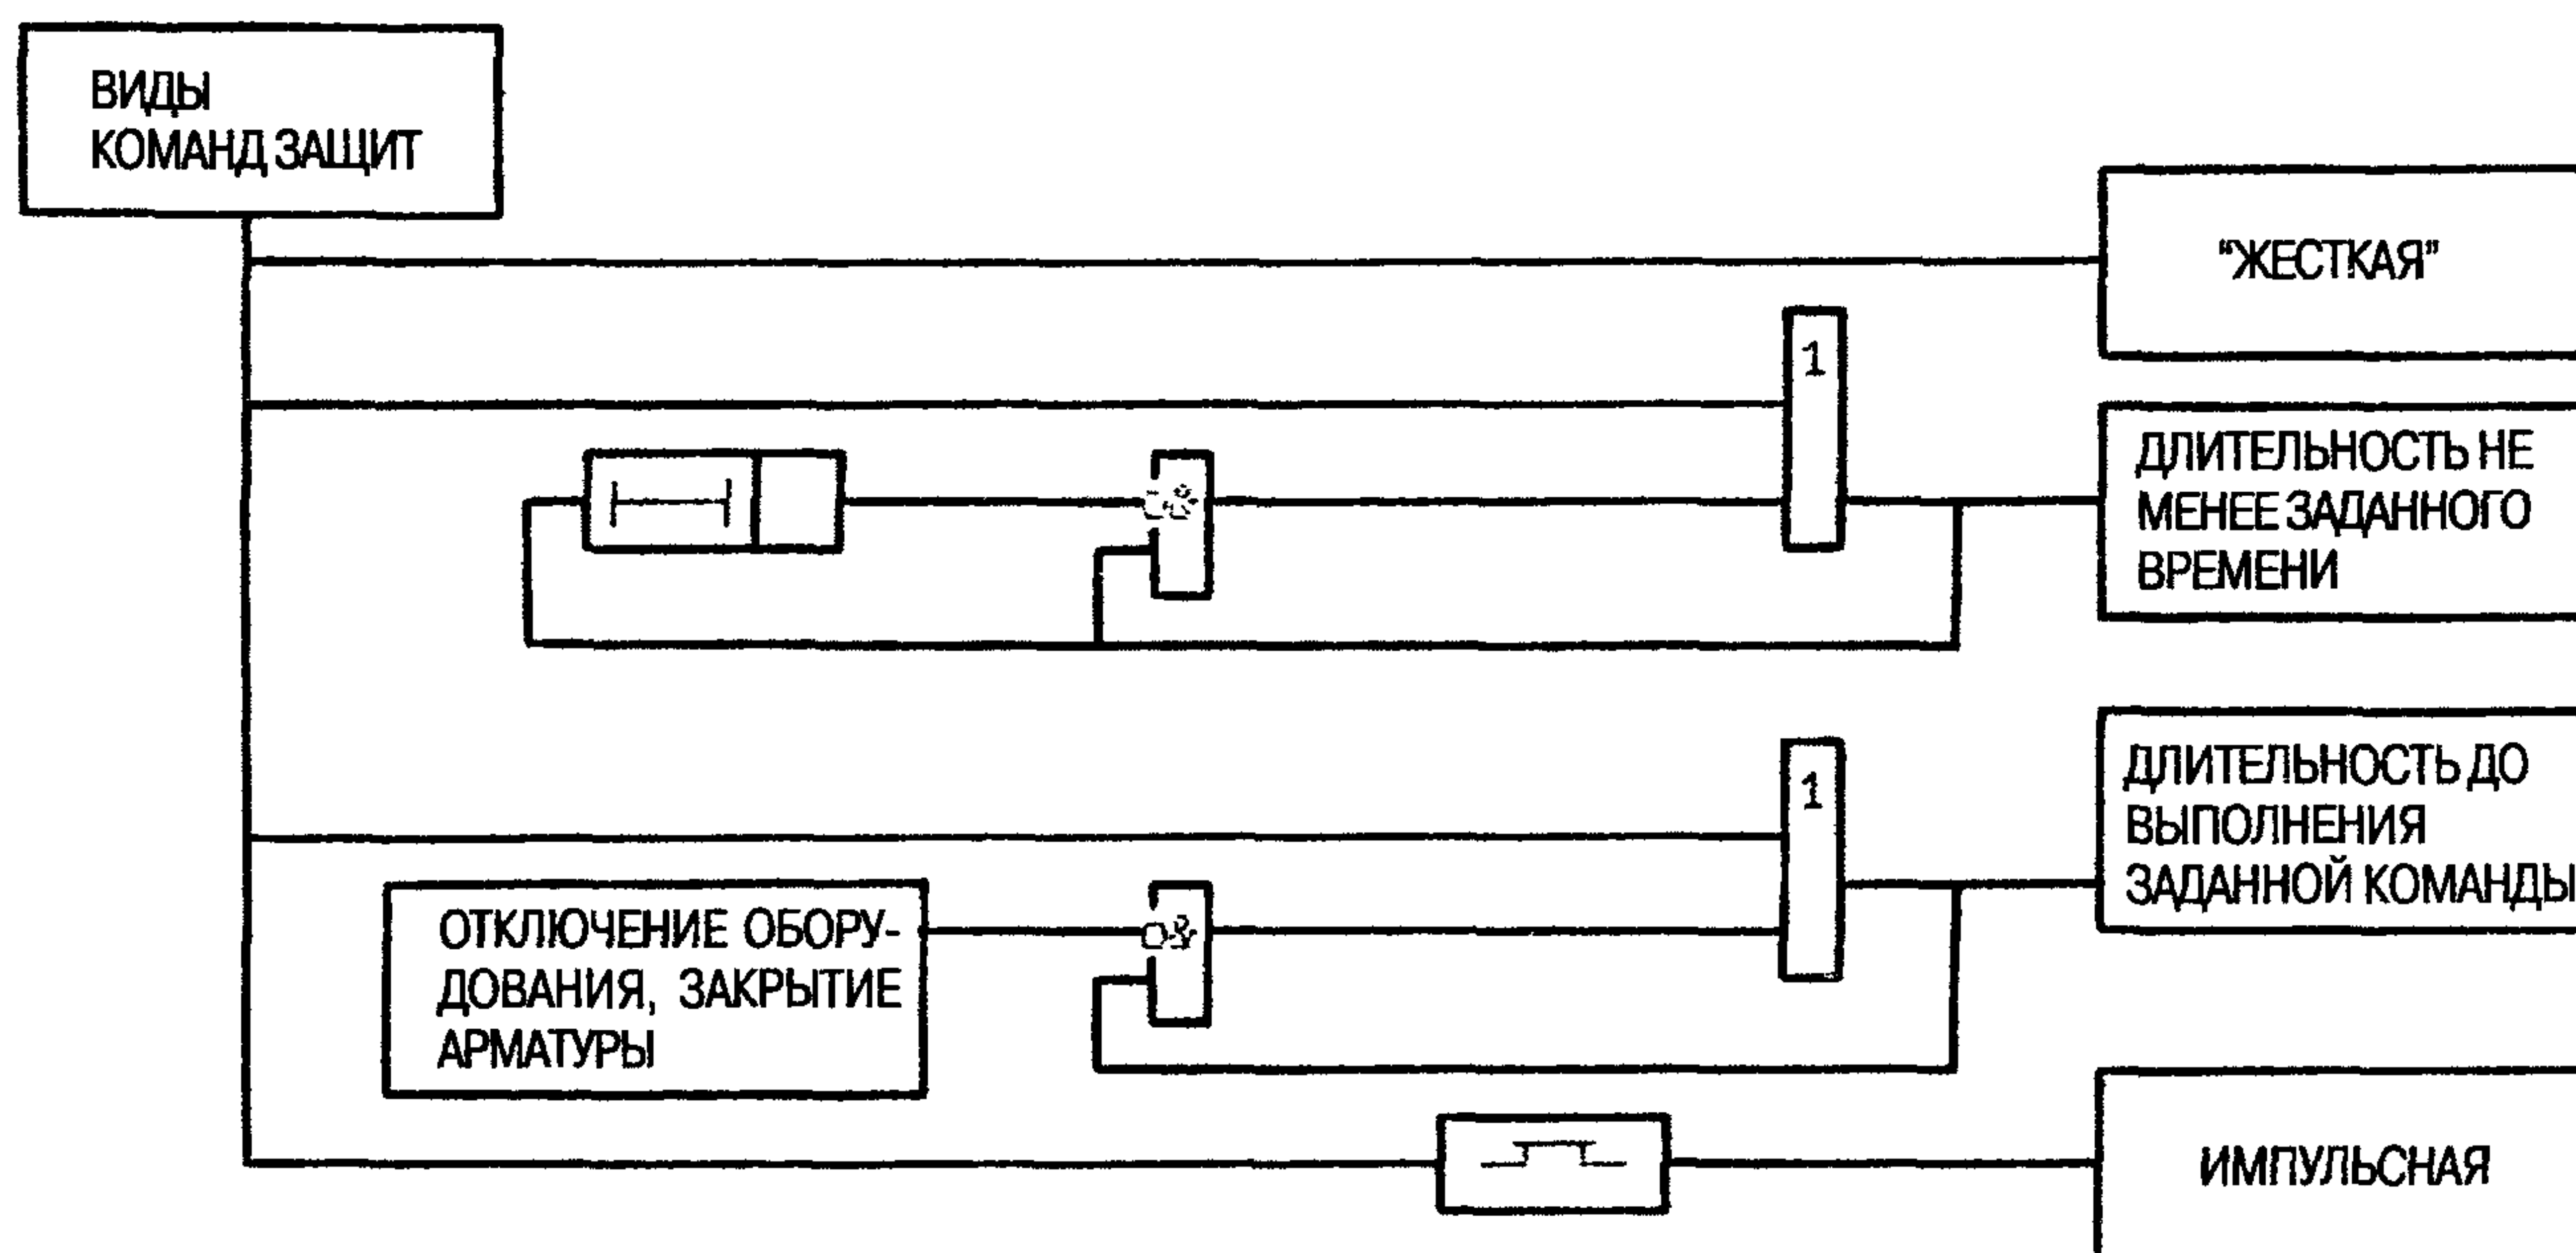 ВИДЫ
КОМАНД ЗАЩИТ
"ЖЕСТКАЯ"
1
ДЛИТЕЛЬНОСТЬ НЕ
МЕНЕЕ ЗАДАННОГО
ВРЕМЕНИ
&
1
ДЛИТЕЛЬНОСТЬ ДО
ВЫПОЛНЕНИЯ
ЗАДАННОЙ КОМАНДЫ
ОТКЛЮЧЕНИЕ ОБОРУ-
ДОВАНИЯ, ЗАКРЫТИЕ
АРМАТУРЫ
&
ИМПУЛЬСНАЯ